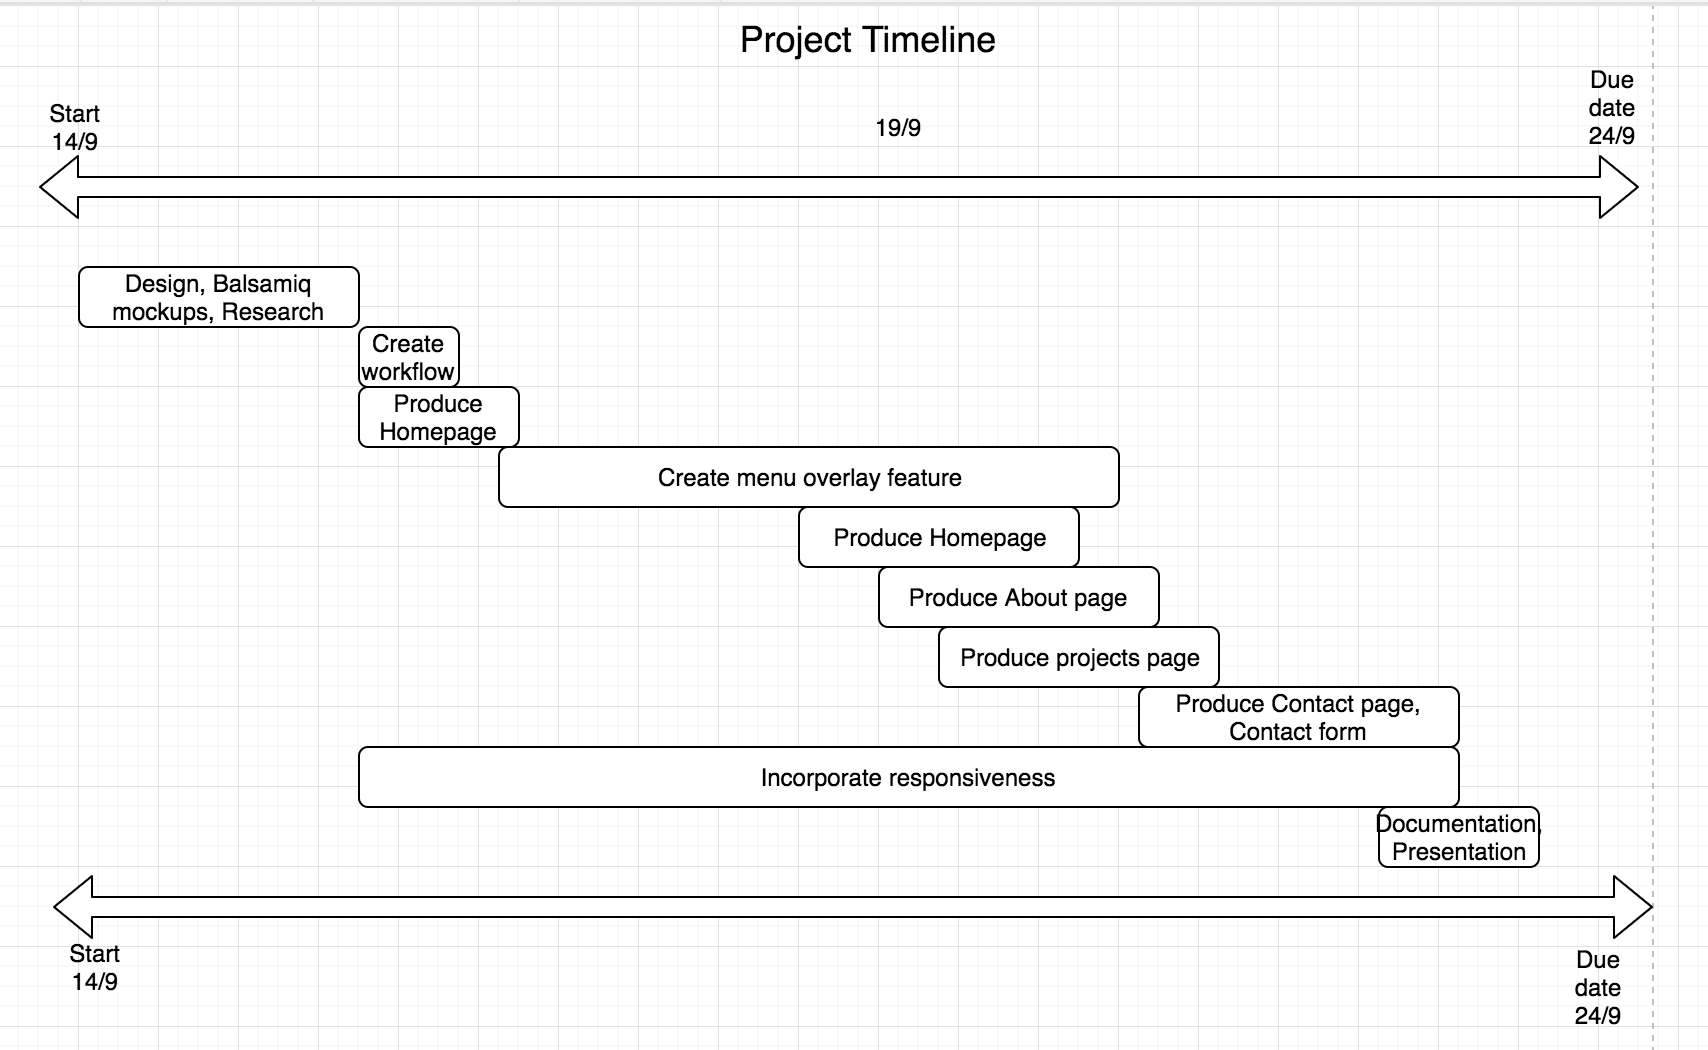 Project Timeline
Start
14/9
19/9
Due
date
24/9
Design, Balsamiq
mockups, Research
Create
workflow
Produce
Homepage
Create menu overlay feature
Produce Homepage
Produce About page
Produce projects page
Produce Contact page,
Contact form
Incorporate responsiveness
Documentation,
Presentation
Start
14/9
Due
date
24/9